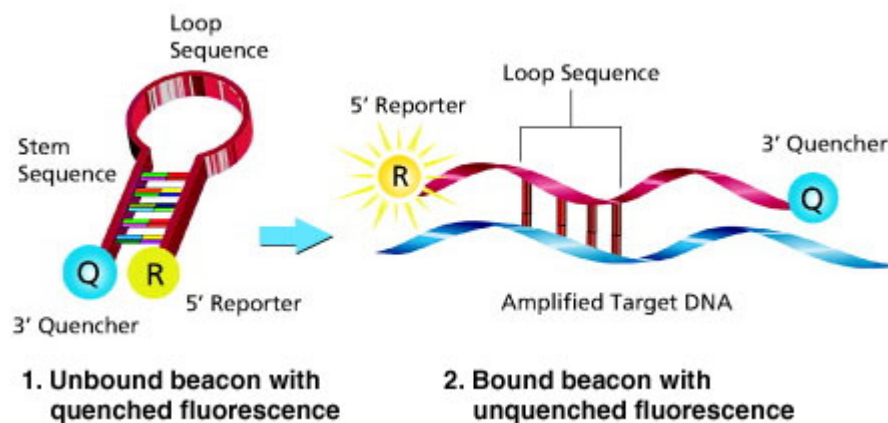 Loop
Sequence
Stem
Sequence
Q
R
5' Reporter
3' Quencher
1. Unbound beacon with
quenched fluorescence
Loop Sequence
5' Reporter
R
3' Quencher
Q
Amplified Target DNA
2. Bound beacon with
unquenched fluorescence